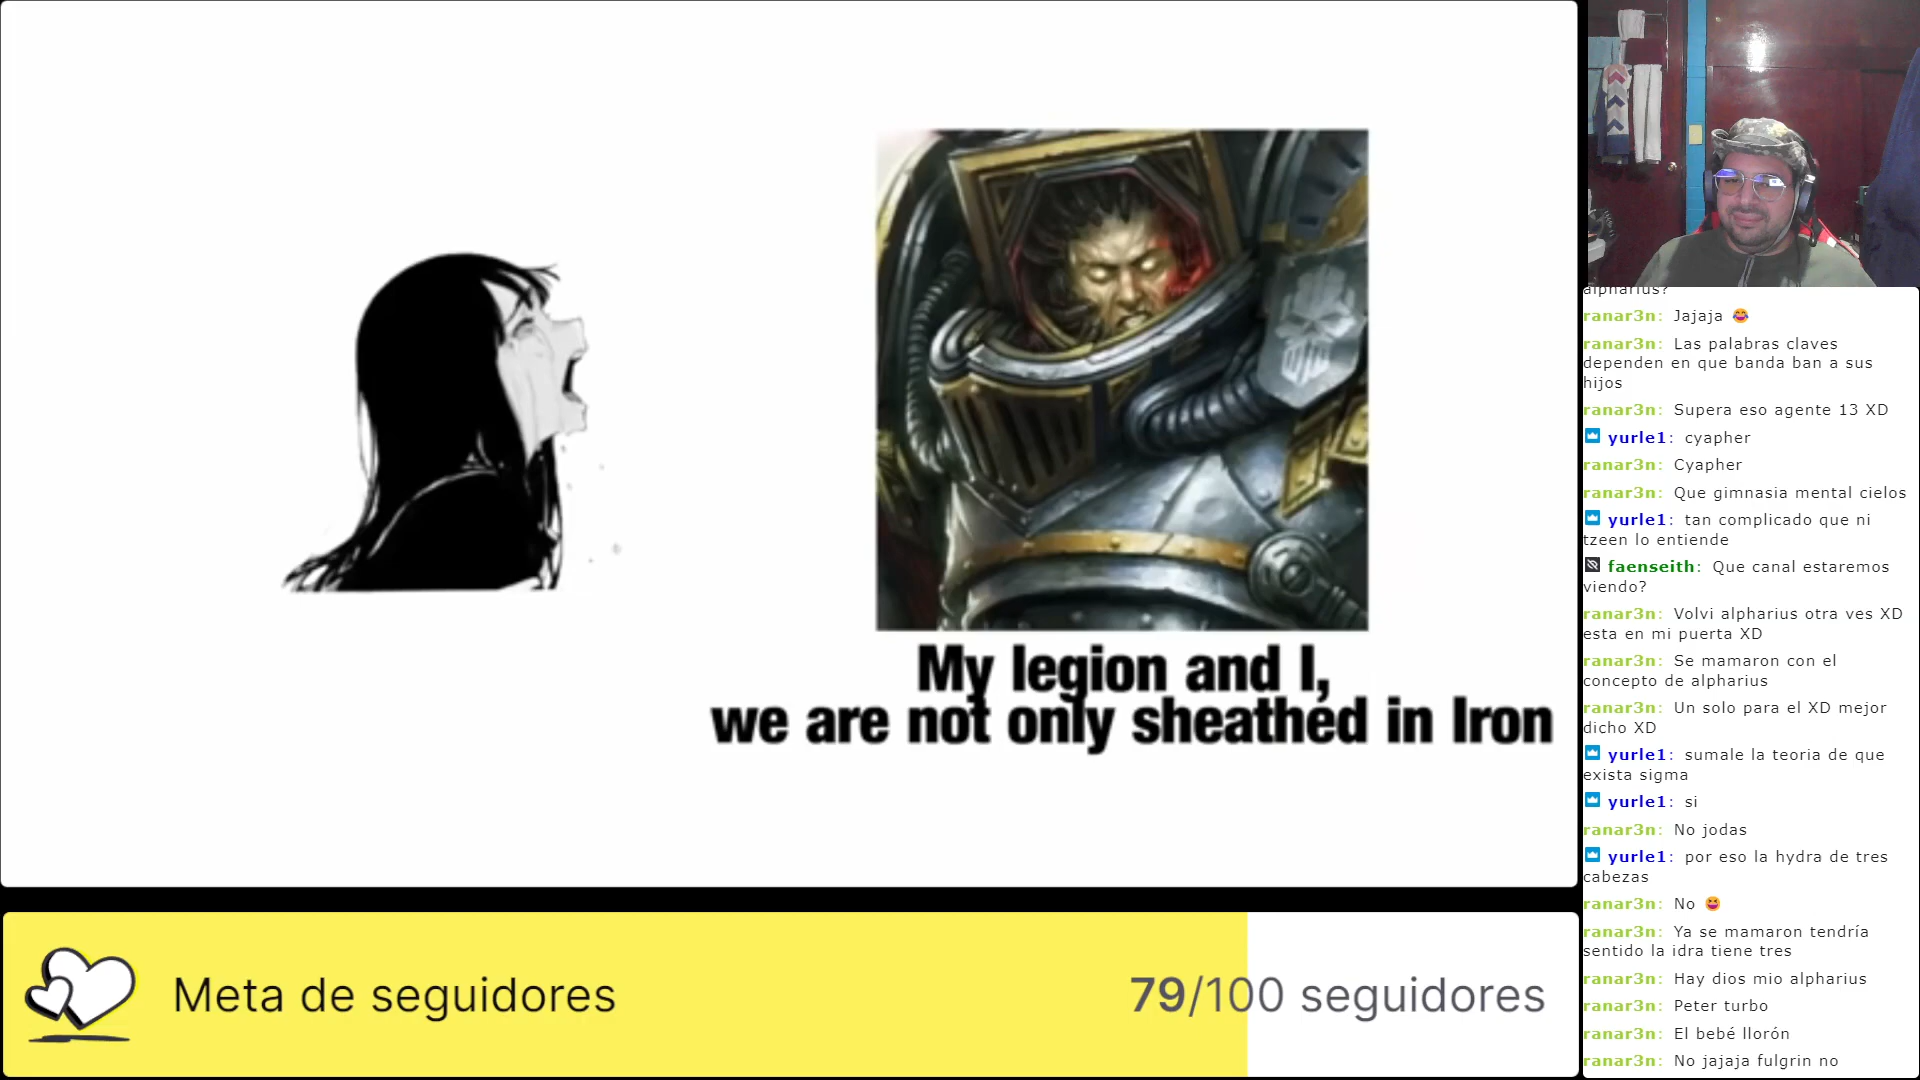 My legion and I,
we are not only sheathed in Iron
Meta de seguidores
79/100 seguidores
alpharius?
ranar3n: Jajaja 😂
ranar3n: Las palabras claves
dependen en que banda ban a sus
hijos
ranar3n: Supera eso agente 13 XD
yurle1: cyapher
ranar3n: Cyapher
ranar3n: Que gimnasia mental cielos
yurle1: tan complicado que ni
tzeen lo entiende
faenseith: Que canal estaremos
viendo?
ranar3n: Volvi alpharius otra ves XD
esta en mi puerta XD
ranar3n: Se mamaron con el
concepto de alpharius
ranar3n: Un solo para el XD mejor
dicho XD
yurle1: sumale la teoria de que
exista sigma
yurle1: si
ranar3n: No jodas
yurle1: por eso la hydra de tres
cabezas
ranar3n: No 😆
ranar3n: Ya se mamaron tendría
sentido la idra tiene tres
ranar3n: Hay dios mio alpharius
ranar3n: Peter turbo
ranar3n: El bebé llorón
ranar3n: No jajaja fulgrin no